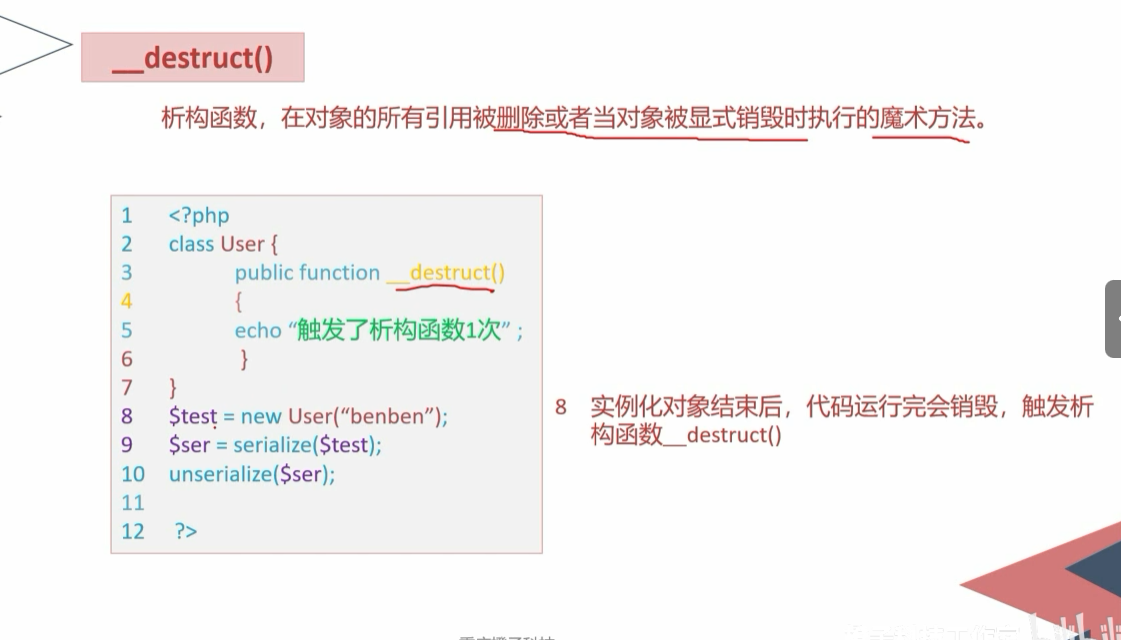 __destruct()
析构函数，在对象的所有引用被删除或者当对象被显式销毁时执行的魔术方法。
1 <?php
2 class User {
3 public function __destruct()
4 {
5 echo “触发了析构函数1次” ;
6 }
7 }
8 $test = new User(“benben”);
9 $ser = serialize($test);
10 unserialize($ser);
11
12 ?>
8 实例化对象结束后，代码运行完会销毁，触发析
构函数__destruct()